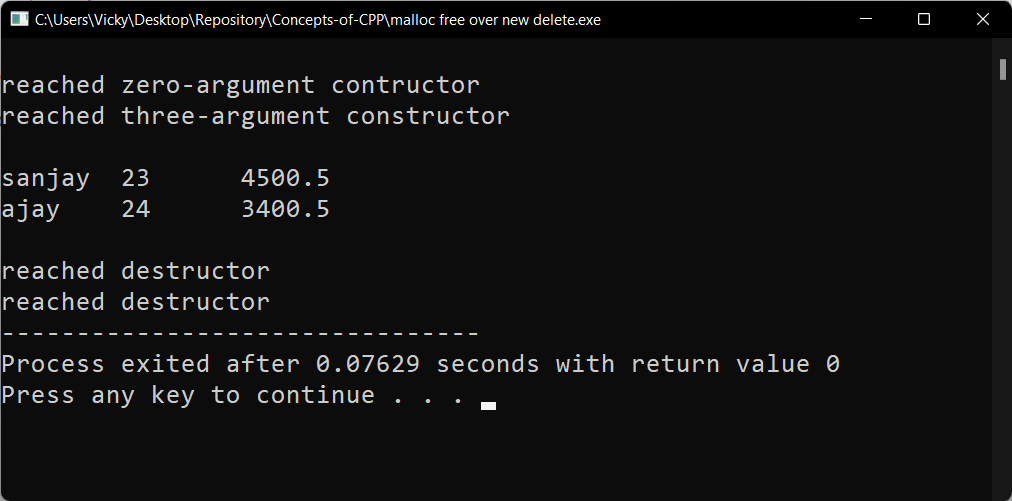 C:\Users\Vicky\Desktop\Repository\Concepts-of-CPP\malloc free over new delete.exe
reached zero-argument contructor
reached three-argument constructor
sanjay 23 4500.5
ajay 24 3400.5
reached destructor
reached destructor
--------------------------------
Process exited after 0.07629 seconds with return value 0
Press any key to continue . . .